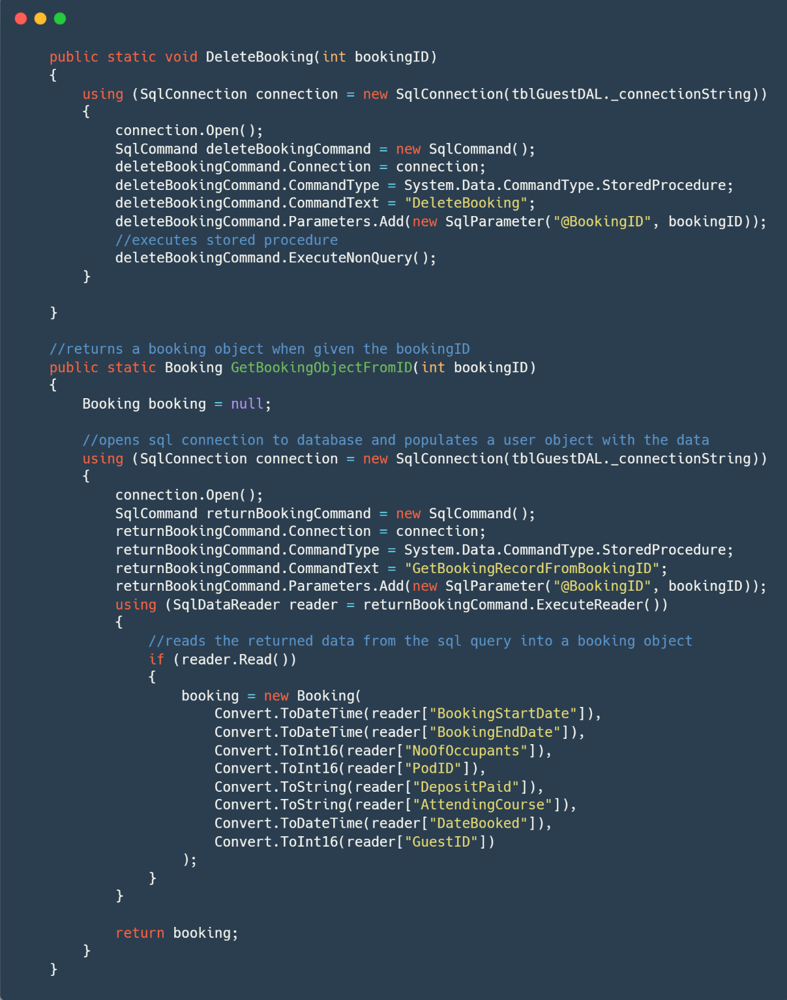 public static void DeleteBooking(int bookingID)
{
    using (SqlConnection connection = new SqlConnection(tblGuestDAL._connectionString))
    {
        connection.Open();
        SqlCommand deleteBookingCommand = new SqlCommand();
        deleteBookingCommand.Connection = connection;
        deleteBookingCommand.CommandType = System.Data.CommandType.StoredProcedure;
        deleteBookingCommand.CommandText = "DeleteBooking";
        deleteBookingCommand.Parameters.Add(new SqlParameter("@BookingID", bookingID));
        //executes stored procedure
        deleteBookingCommand.ExecuteNonQuery();
    }

}

//returns a booking object when given the bookingID
public static Booking GetBookingObjectFromID(int bookingID)
{
    Booking booking = null;

    //opens sql connection to database and populates a user object with the data
    using (SqlConnection connection = new SqlConnection(tblGuestDAL._connectionString))
    {
        connection.Open();
        SqlCommand returnBookingCommand = new SqlCommand();
        returnBookingCommand.Connection = connection;
        returnBookingCommand.CommandType = System.Data.CommandType.StoredProcedure;
        returnBookingCommand.CommandText = "GetBookingRecordFromBookingID";
        returnBookingCommand.Parameters.Add(new SqlParameter("@BookingID", bookingID));
        using (SqlDataReader reader = returnBookingCommand.ExecuteReader())
        {
            //reads the returned data from the sql query into a booking object
            if (reader.Read())
            {
                booking = new Booking(
                    Convert.ToDateTime(reader["BookingStartDate"]),
                    Convert.ToDateTime(reader["BookingEndDate"]),
                    Convert.ToInt16(reader["NoOfOccupants"]),
                    Convert.ToInt16(reader["PodID"]),
                    Convert.ToString(reader["DepositPaid"]),
                    Convert.ToString(reader["AttendingCourse"]),
                    Convert.ToDateTime(reader["DateBooked"]),
                    Convert.ToInt16(reader["GuestID"])
                );
            }
        }

        return booking;
    }
}